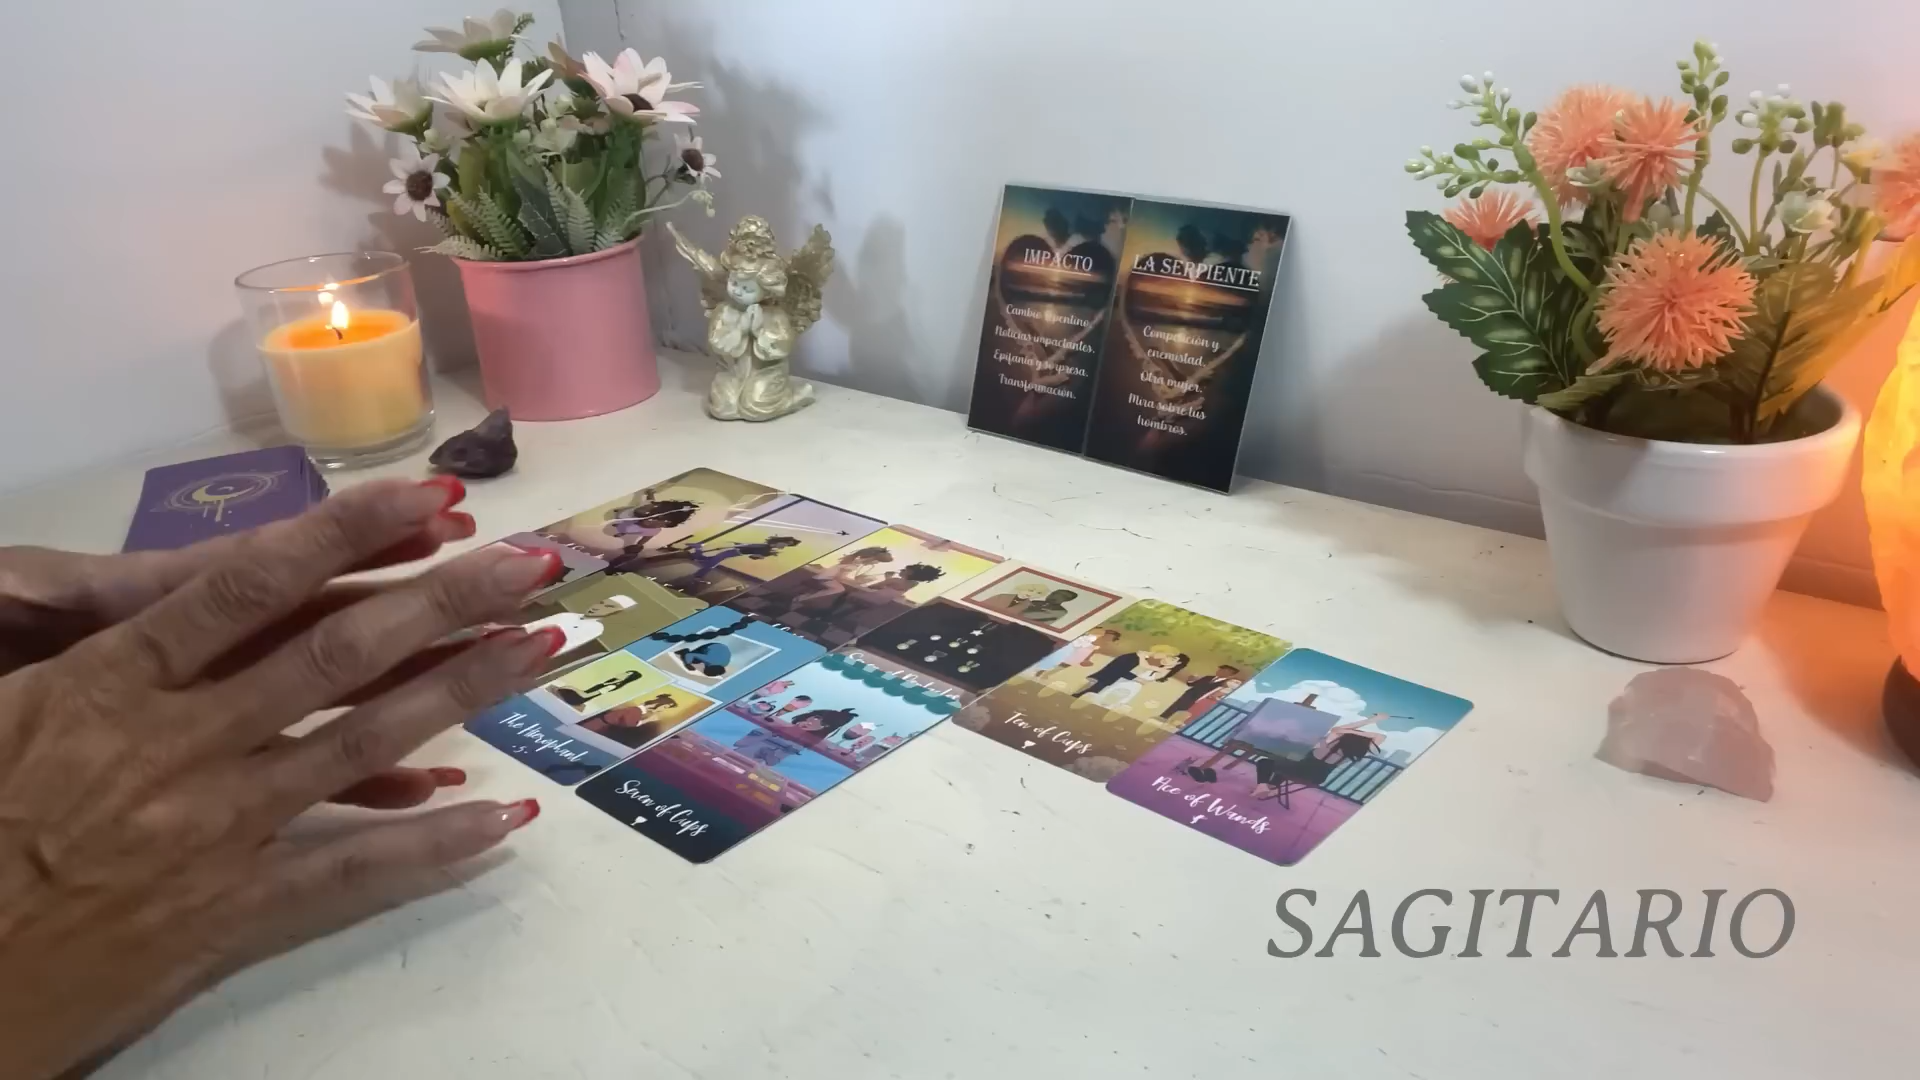 IMPACTO
Cambio repentino.
Noticias impactantes.
Epifanía y sorpresa.
Transformación.
LA SERPIENTE
Competición y
enemistad.
Otra mujer.
Mira sobre tus
hombros.
The Hierophant
-5-
Seven of Cups
Ten of Cups
Ace of Wands
SAGITARIO